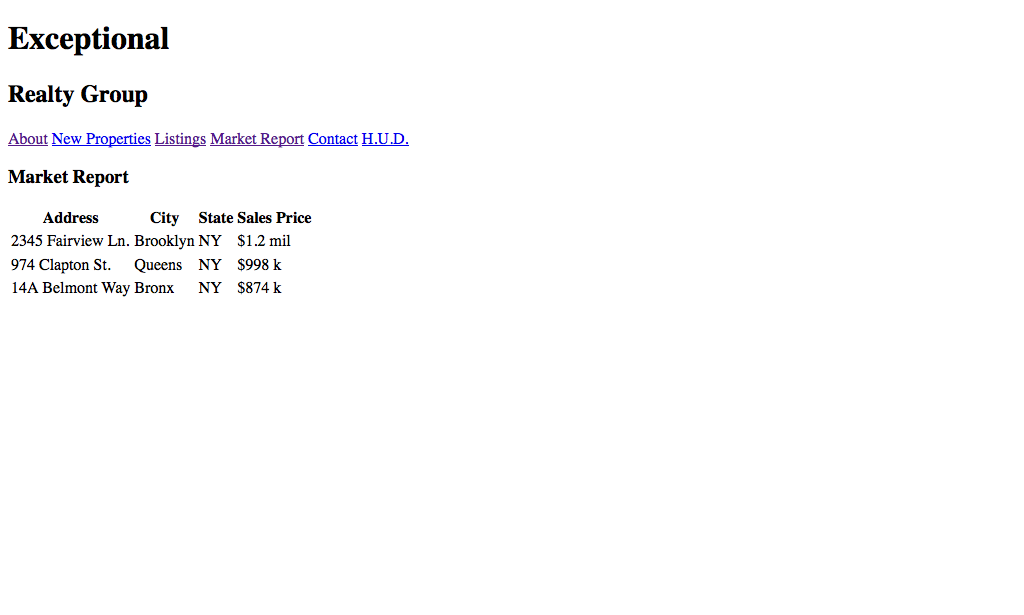 Exceptional
Realty Group
About New Properties Listings Market Report Contact H.U.D.
Market Report
Address City State Sales Price
2345 Fairview Ln. Brooklyn NY $1.2 mil
974 Clapton St. Queens NY $998 k
14A Belmont Way Bronx NY $874 k